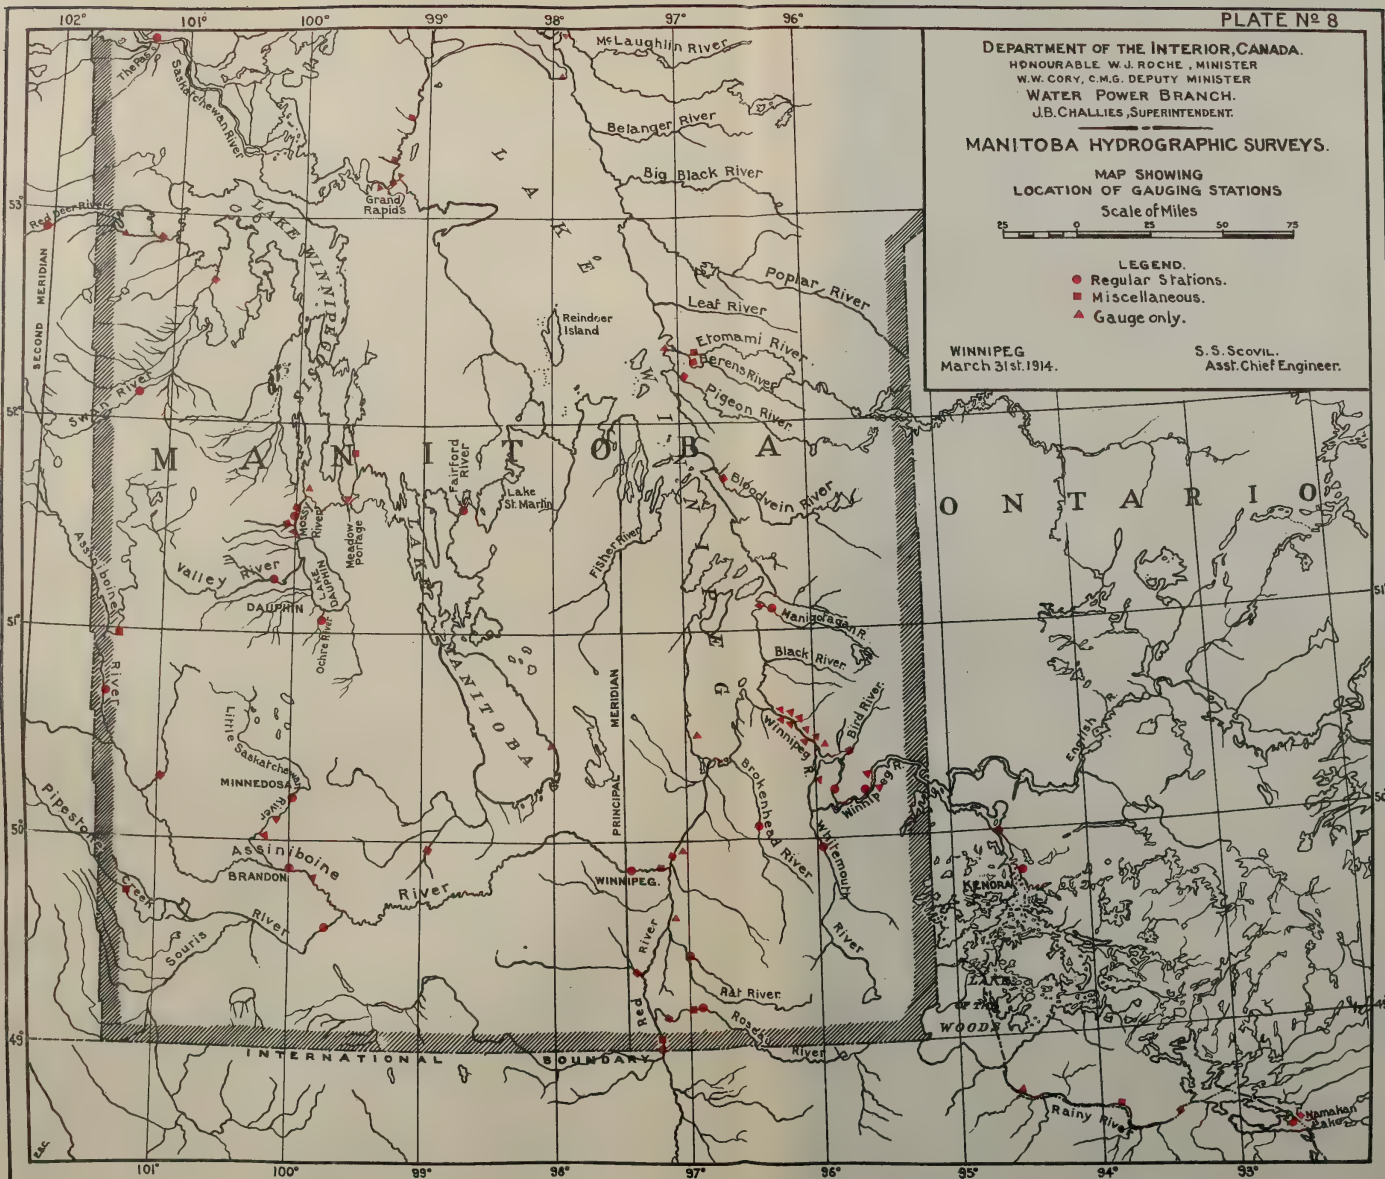 PLATE Nº 8
DEPARTMENT OF THE INTERIOR, CANADA.
HONOURABLE W.J. ROCHE, MINISTER
W.W. CORY, C.M.G. DEPUTY MINISTER
WATER POWER BRANCH.
J.B. CHALLIES, SUPERINTENDENT.
MANITOBA HYDROGRAPHIC SURVEYS.
MAP SHOWING
LOCATION OF GAUGING STATIONS
Scale of Miles
25 0 25 50 75
LEGEND.
Regular Stations.
Miscellaneous.
Gauge only.
WINNIPEG
March 31st. 1914.
S.S. SCOVIL.
Asst. Chief Engineer.
102° 101° 100° 99° 98° 97° 96°
The Pas
Saskatchewan River
McLaughlin River
Belanger River
Big Black River
Grand
Rapids
53°
Red Deer River
LAKE WINNIPEGOSIS
LAKE WINNIPEG
SECOND MERIDIAN
Poplar River
Leaf River
Reindeer
Island
Etomami River
Berens River
Pigeon River
Swan River
52°
MANITOBA
ONTARIO
Fairford
River
Lake
St. Martin
Bloodvein River
Mossy
River
Meadow
Portage
Fisher River
Assiniboine
River
Valley River
LAKE
DAUPHIN
DAUPHIN
Ochre River
LAKE MANITOBA
51°
51°
Manigotagan R.
Black River.
PRINCIPAL MERIDIAN
Bird River.
Winnipeg R.
Winnipeg R.
English R.
Little
Saskatchewan
River
MINNEDOSA
Brokenhead River
Whitemouth
River
50°
50
Pipestone
Creek
Assiniboine
River
BRANDON
WINNIPEG.
KENORA
Souris
River
Red
River
Rat River.
Roseau
River
LAKE
OF THE
WOODS
49°
49
INTERNATIONAL BOUNDARY
Rainy River
Namakan
Lake
E.B.C.
101° 100° 99° 98° 97° 96° 95° 94° 93°